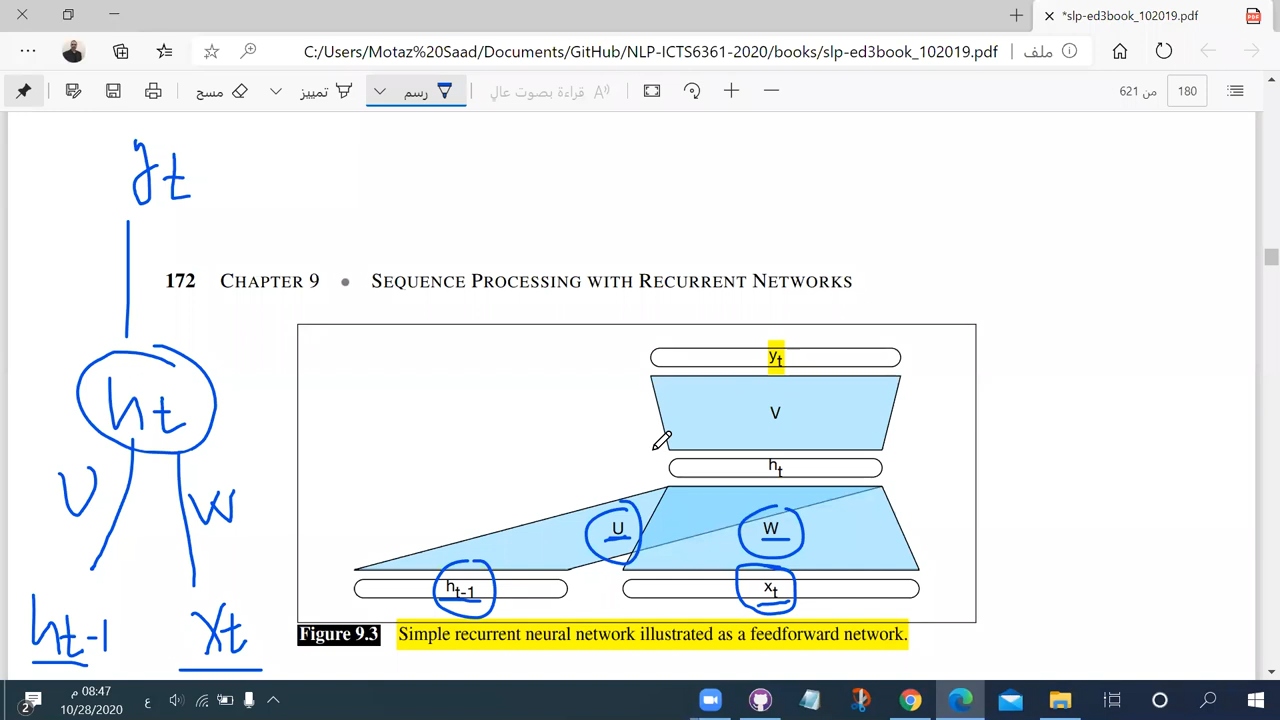 *slp-ed3book_102019.pdf
C:/Users/Motaz%20Saad/Documents/GitHub/NLP-ICTS6361-2020/books/slp-ed3book_102019.pdf
ملف
مسح
تمييز
رسم
قراءة بصوت عالٍ
180
من 621
yt
172 CHAPTER 9 • SEQUENCE PROCESSING WITH RECURRENT NETWORKS
yt
V
ht
ht
U
W
U
W
ht-1
xt
ht-1
xt
Figure 9.3 Simple recurrent neural network illustrated as a feedforward network.
2
08:47 م
10/28/2020
ع